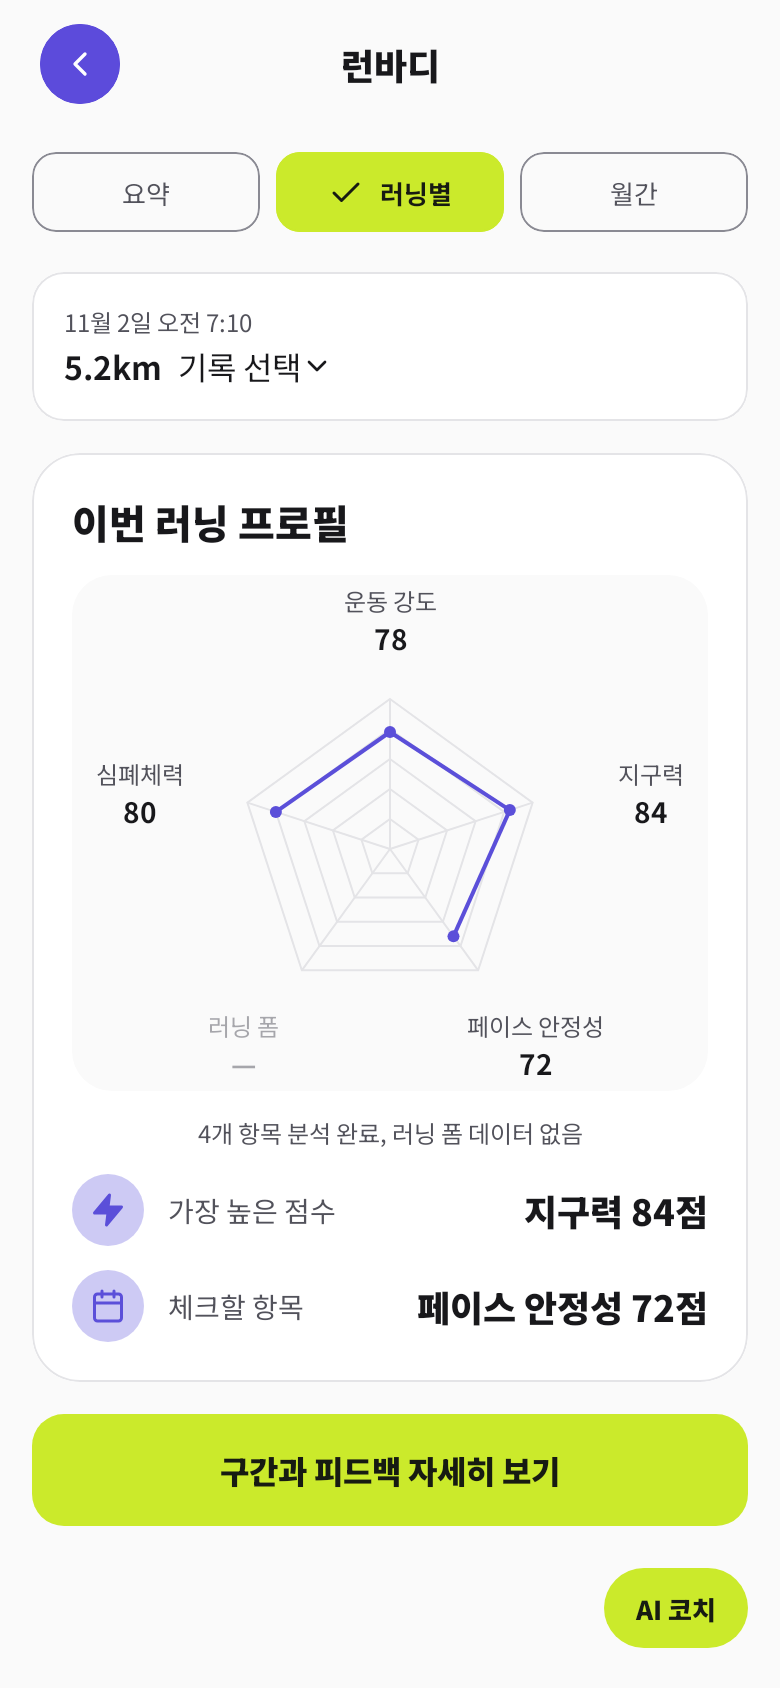 런바디
요약
러닝별
월간
11월 2일 오전 7:10
5.2km 기록 선택
이번 러닝 프로필
운동 강도
78
심폐체력
80
지구력
84
러닝 폼
—
페이스 안정성
72
4개 항목 분석 완료, 러닝 폼 데이터 없음
가장 높은 점수
지구력 84점
체크할 항목
페이스 안정성 72점
구간과 피드백 자세히 보기
AI 코치